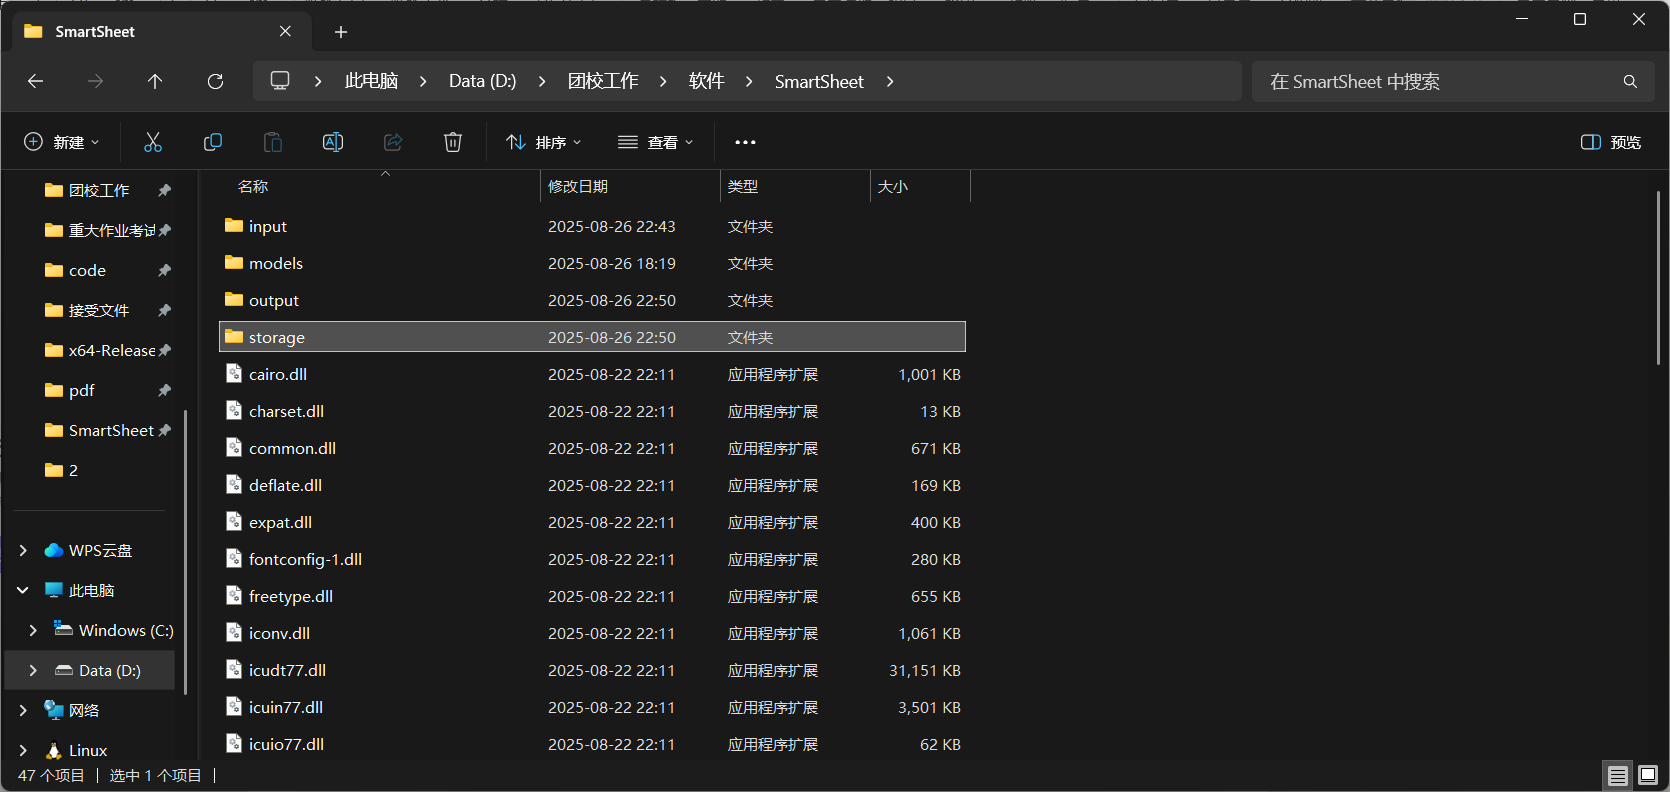 SmartSheet
此电脑 Data (D:) 团校工作 软件 SmartSheet
在 SmartSheet 中搜索
新建 排序 查看 预览
团校工作
重大作业考试
code
接受文件
x64-Release
pdf
SmartSheet
2
WPS云盘
此电脑
Windows (C:)
Data (D:)
网络
Linux
名称 修改日期 类型 大小
input 2025-08-26 22:43 文件夹
models 2025-08-26 18:19 文件夹
output 2025-08-26 22:50 文件夹
storage 2025-08-26 22:50 文件夹
cairo.dll 2025-08-22 22:11 应用程序扩展 1,001 KB
charset.dll 2025-08-22 22:11 应用程序扩展 13 KB
common.dll 2025-08-22 22:11 应用程序扩展 671 KB
deflate.dll 2025-08-22 22:11 应用程序扩展 169 KB
expat.dll 2025-08-22 22:11 应用程序扩展 400 KB
fontconfig-1.dll 2025-08-22 22:11 应用程序扩展 280 KB
freetype.dll 2025-08-22 22:11 应用程序扩展 655 KB
iconv.dll 2025-08-22 22:11 应用程序扩展 1,061 KB
icudt77.dll 2025-08-22 22:11 应用程序扩展 31,151 KB
icuin77.dll 2025-08-22 22:11 应用程序扩展 3,501 KB
icuio77.dll 2025-08-22 22:11 应用程序扩展 62 KB
47 个项目 选中 1 个项目